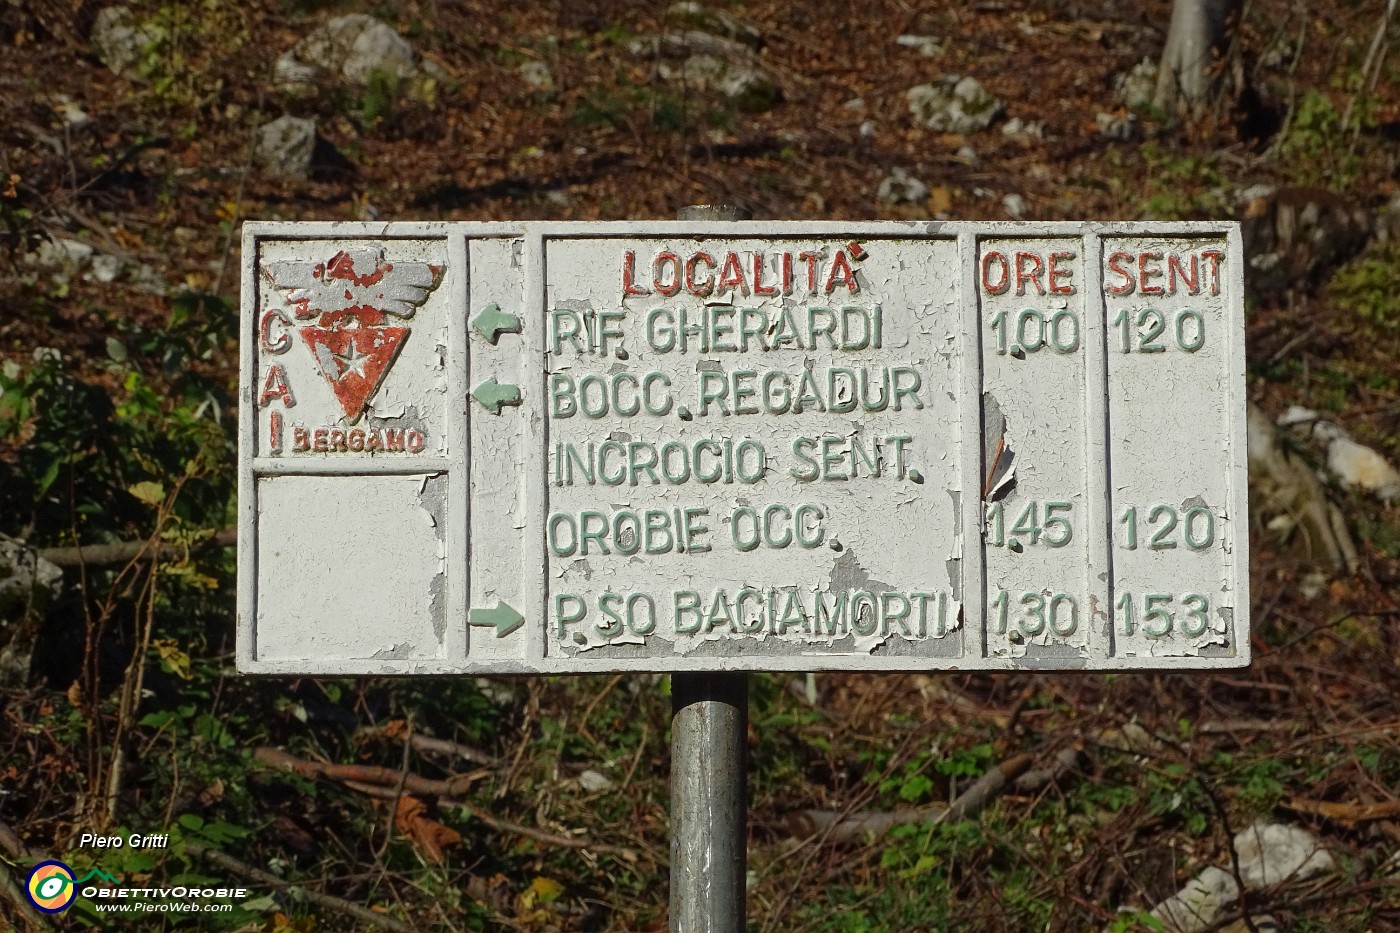 LOCALITÀ ORE SENT
CAI
BERGAMO
RIF. GHERARDI 1.00 120
BOCC. REGADUR
INCROCIO SENT.
OROBIE OCC. 1.45 120
P.SO BACIAMORTI 1.30 153
Piero Gritti
OBIETTIVOROBIE
www.PieroWeb.com